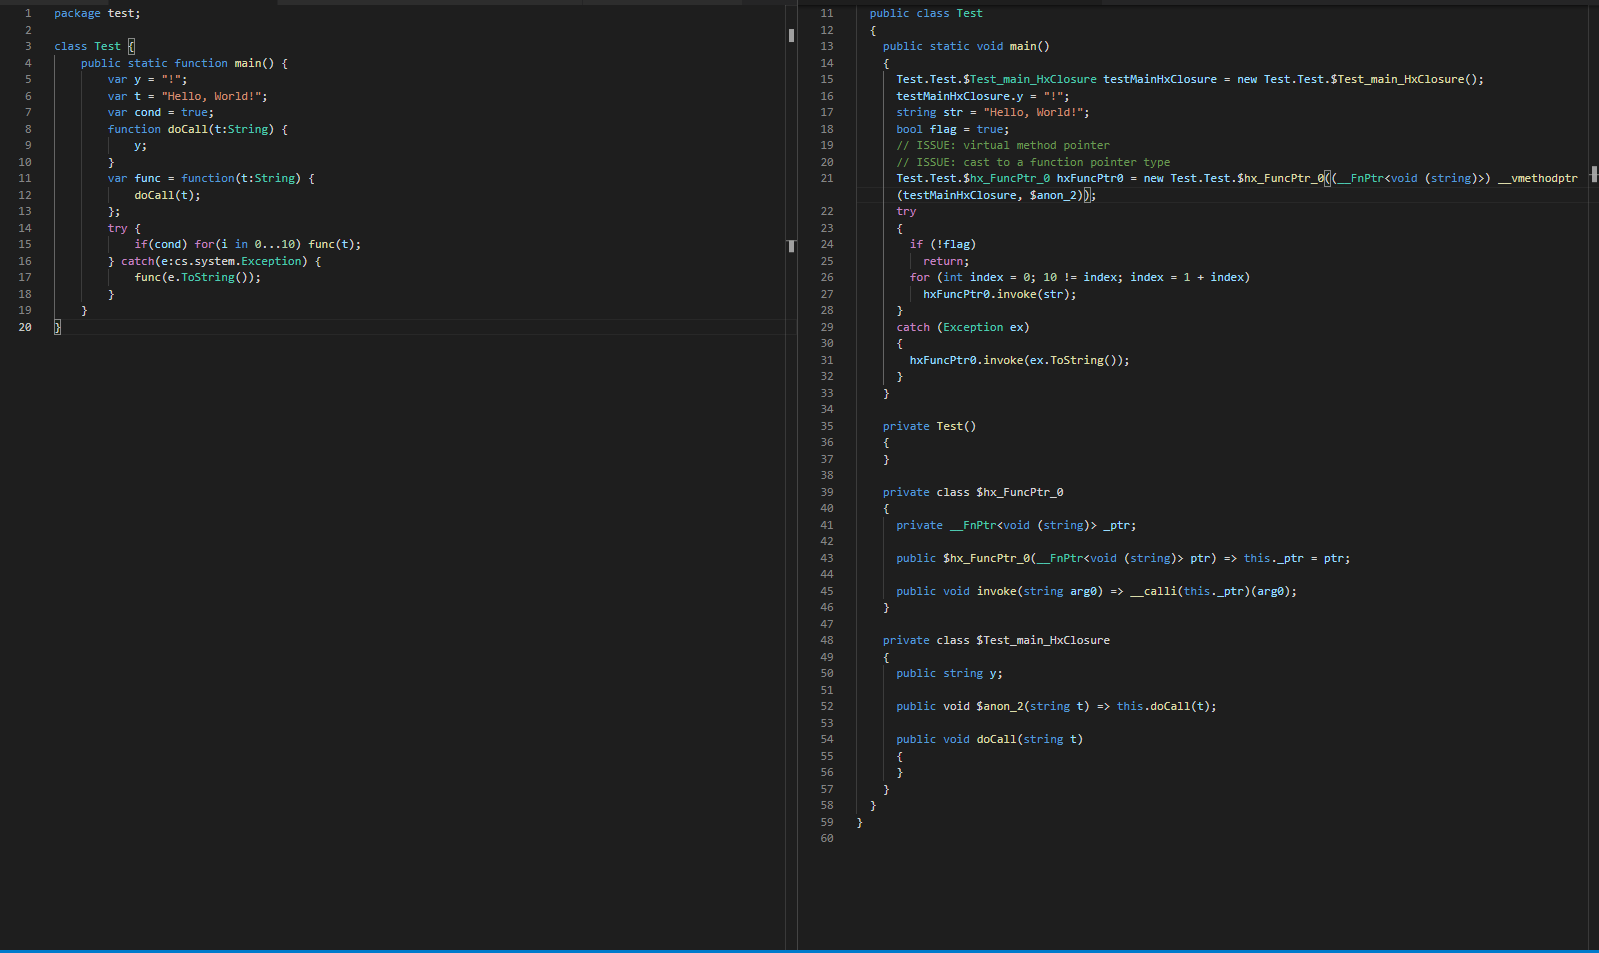 1 package test;
2
3 class Test {
4 public static function main() {
5 var y = "!";
6 var t = "Hello, World!";
7 var cond = true;
8 function doCall(t:String) {
9 y;
10 }
11 var func = function(t:String) {
12 doCall(t);
13 };
14 try {
15 if(cond) for(i in 0...10) func(t);
16 } catch(e:cs.system.Exception) {
17 func(e.ToString());
18 }
19 }
20 }
11 public class Test
12 {
13 public static void main()
14 {
15 Test.Test.$Test_main_HxClosure testMainHxClosure = new Test.Test.$Test_main_HxClosure();
16 testMainHxClosure.y = "!";
17 string str = "Hello, World!";
18 bool flag = true;
19 // ISSUE: virtual method pointer
20 // ISSUE: cast to a function pointer type
21 Test.Test.$hx_FuncPtr_0 hxFuncPtr0 = new Test.Test.$hx_FuncPtr_0((__FnPtr<void (string)>) __vmethodptr
(testMainHxClosure, $anon_2));
22 try
23 {
24 if (!flag)
25 return;
26 for (int index = 0; 10 != index; index = 1 + index)
27 hxFuncPtr0.invoke(str);
28 }
29 catch (Exception ex)
30 {
31 hxFuncPtr0.invoke(ex.ToString());
32 }
33 }
34
35 private Test()
36 {
37 }
38
39 private class $hx_FuncPtr_0
40 {
41 private __FnPtr<void (string)> _ptr;
42
43 public $hx_FuncPtr_0(__FnPtr<void (string)> ptr) => this._ptr = ptr;
44
45 public void invoke(string arg0) => __calli(this._ptr)(arg0);
46 }
47
48 private class $Test_main_HxClosure
49 {
50 public string y;
51
52 public void $anon_2(string t) => this.doCall(t);
53
54 public void doCall(string t)
55 {
56 }
57 }
58 }
59 }
60